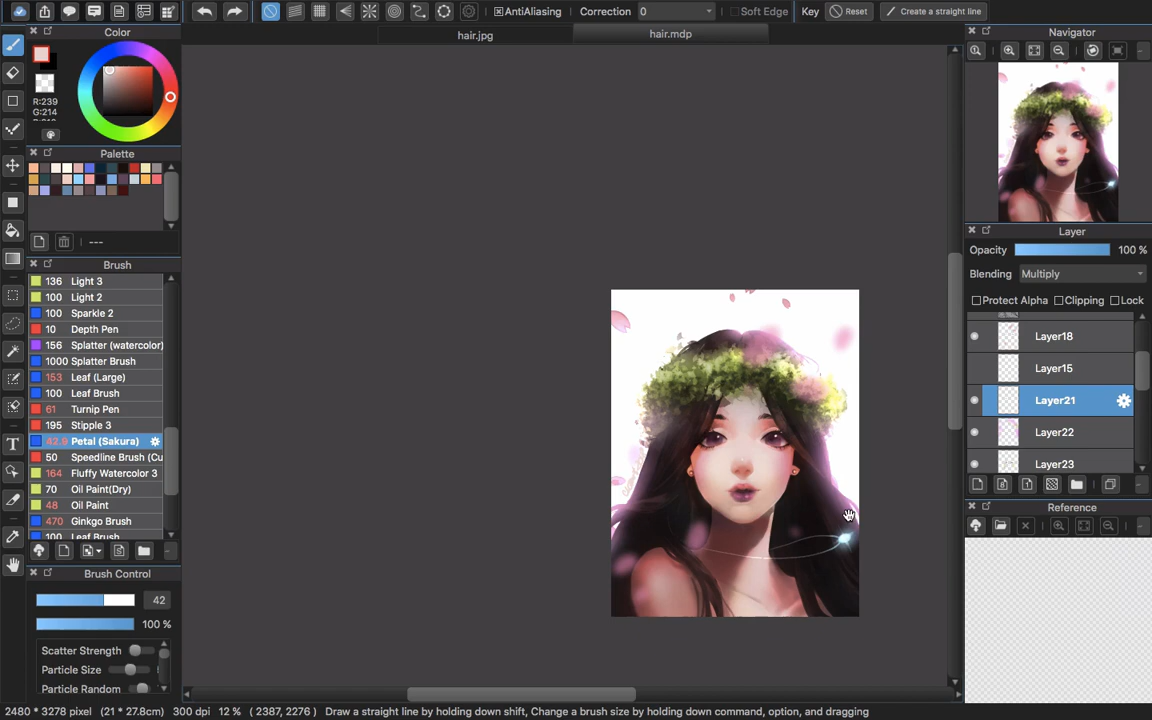 AntiAliasing Correction 0 Soft Edge Key Reset Create a straight line
Color
hair.jpg hair.mdp
Navigator
R:239
G:214
Palette
---
Brush
136 Light 3
100 Light 2
100 Sparkle 2
10 Depth Pen
156 Splatter (watercolor)
1000 Splatter Brush
153 Leaf (Large)
100 Leaf Brush
61 Turnip Pen
195 Stipple 3
42.9 Petal (Sakura)
50 Speedline Brush (Cu
164 Fluffy Watercolor 3
70 Oil Paint(Dry)
48 Oil Paint
470 Ginkgo Brush
100 Leaf Brush
Brush Control
42
100 %
Scatter Strength
Particle Size
Particle Random
Layer
Opacity 100 %
Blending Multiply
Protect Alpha Clipping Lock
Layer18
Layer15
Layer21
Layer22
Layer23
Reference
2480 * 3278 pixel (21 * 27.8cm) 300 dpi 12 % ( 2387, 2276 ) Draw a straight line by holding down shift, Change a brush size by holding down command, option, and dragging